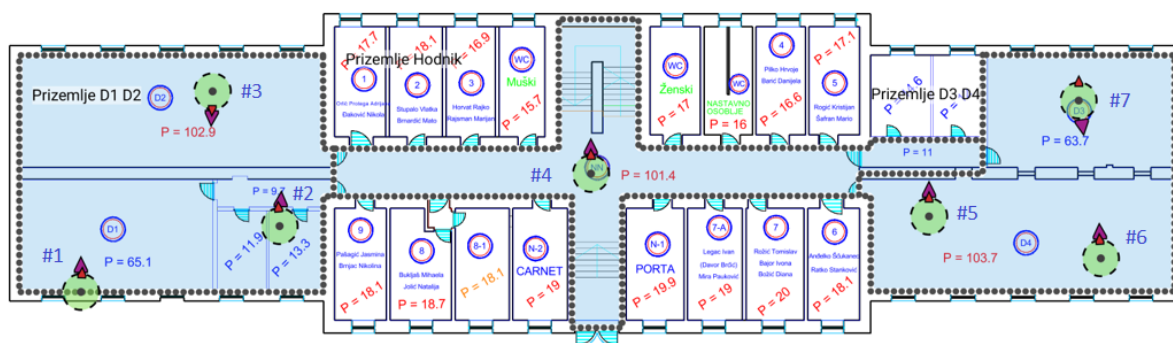 Prizemlje D1 D2
D2
#3
P = 102.9
#1
D1
P = 65.1
P = 9.7
#2
P = 11.9
P = 13.3
Prizemlje Hodnik
P = 17.7
1
Đaković Nikola
P = 18.1
2
Stupalo Vlatka
Brnardić Mato
P = 16.9
3
Horvat Rajko
Rajsman Marijan
WC
Muški
P = 15.7
#4
NN
P = 101.4
WC
Ženski
P = 17
WC
NASTAVNO
OSOBLJE
P = 16
4
Pilko Hrvoje
Barić Danijela
P = 16.6
P = 17.1
5
Rogić Kristijan
Šafran Mario
Prizemlje D3 D4
P = 11
#7
D3
P = 63.7
#5
#6
D4
P = 103.7
9
Pašagić Jasmina
Brnjac Nikolina
P = 18.1
8
Bukljaš Mihaela
Jolić Natalija
P = 18.7
8-1
P = 18.1
N-2
CARNET
P = 19
N-1
PORTA
P = 19.9
7-A
Legac Ivan
(Davor Brčić)
Mira Pauković
P = 19
7
Rožić Tomislav
Bajor Ivona
Božić Diana
P = 20
6
Anđelko Ščukanec
Ratko Stanković
P = 18.1